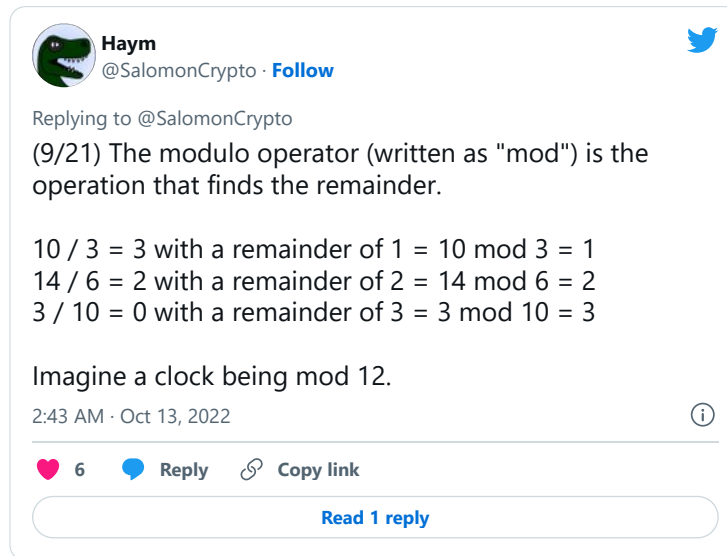 Haym
@SalomonCrypto · Follow
Replying to @SalomonCrypto
(9/21) The modulo operator (written as "mod") is the
operation that finds the remainder.
10 / 3 = 3 with a remainder of 1 = 10 mod 3 = 1
14 / 6 = 2 with a remainder of 2 = 14 mod 6 = 2
3 / 10 = 0 with a remainder of 3 = 3 mod 10 = 3
Imagine a clock being mod 12.
2:43 AM · Oct 13, 2022
6 Reply Copy link
Read 1 reply